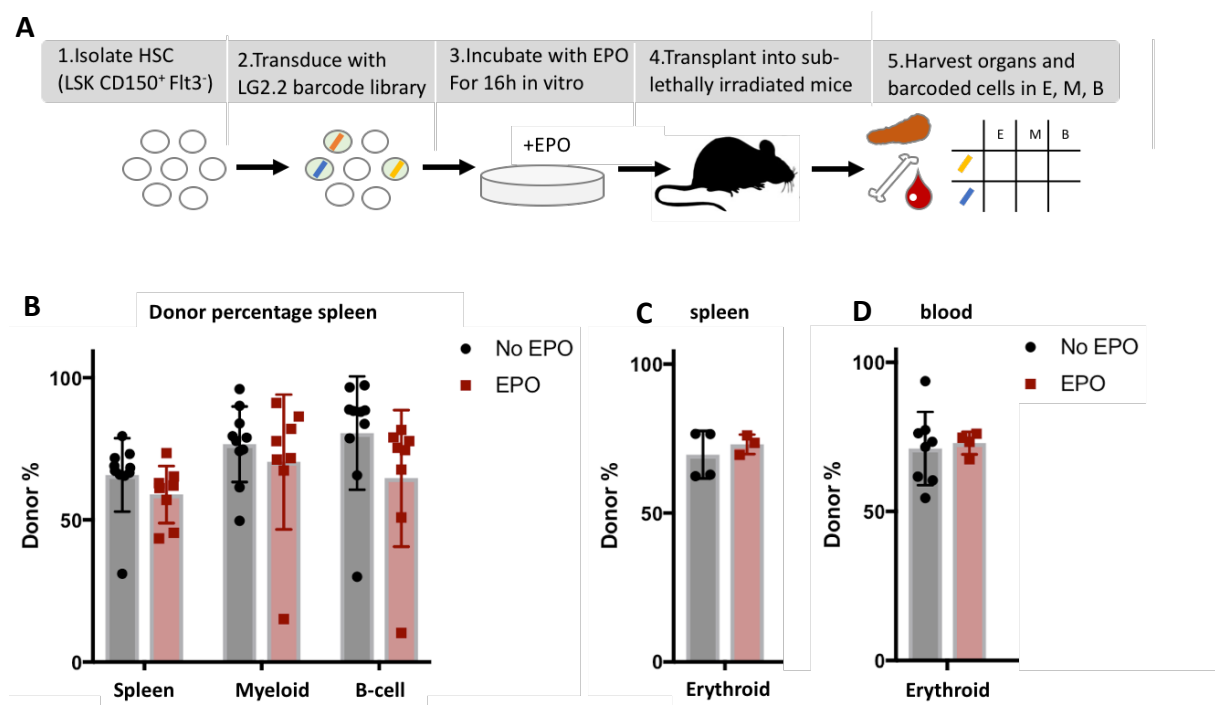 A
1.Isolate HSC
(LSK CD150⁺ Flt3⁻)
2.Transduce with
LG2.2 barcode library
3.Incubate with EPO
For 16h in vitro
4.Transplant into sub-
lethally irradiated mice
5.Harvest organs and
barcoded cells in E, M, B
+EPO
E M B
B
Donor percentage spleen
No EPO
EPO
Donor %
100
50
0
Spleen
Myeloid
B-cell
C
spleen
Donor %
100
50
0
Erythroid
D
blood
No EPO
EPO
Donor %
100
50
0
Erythroid